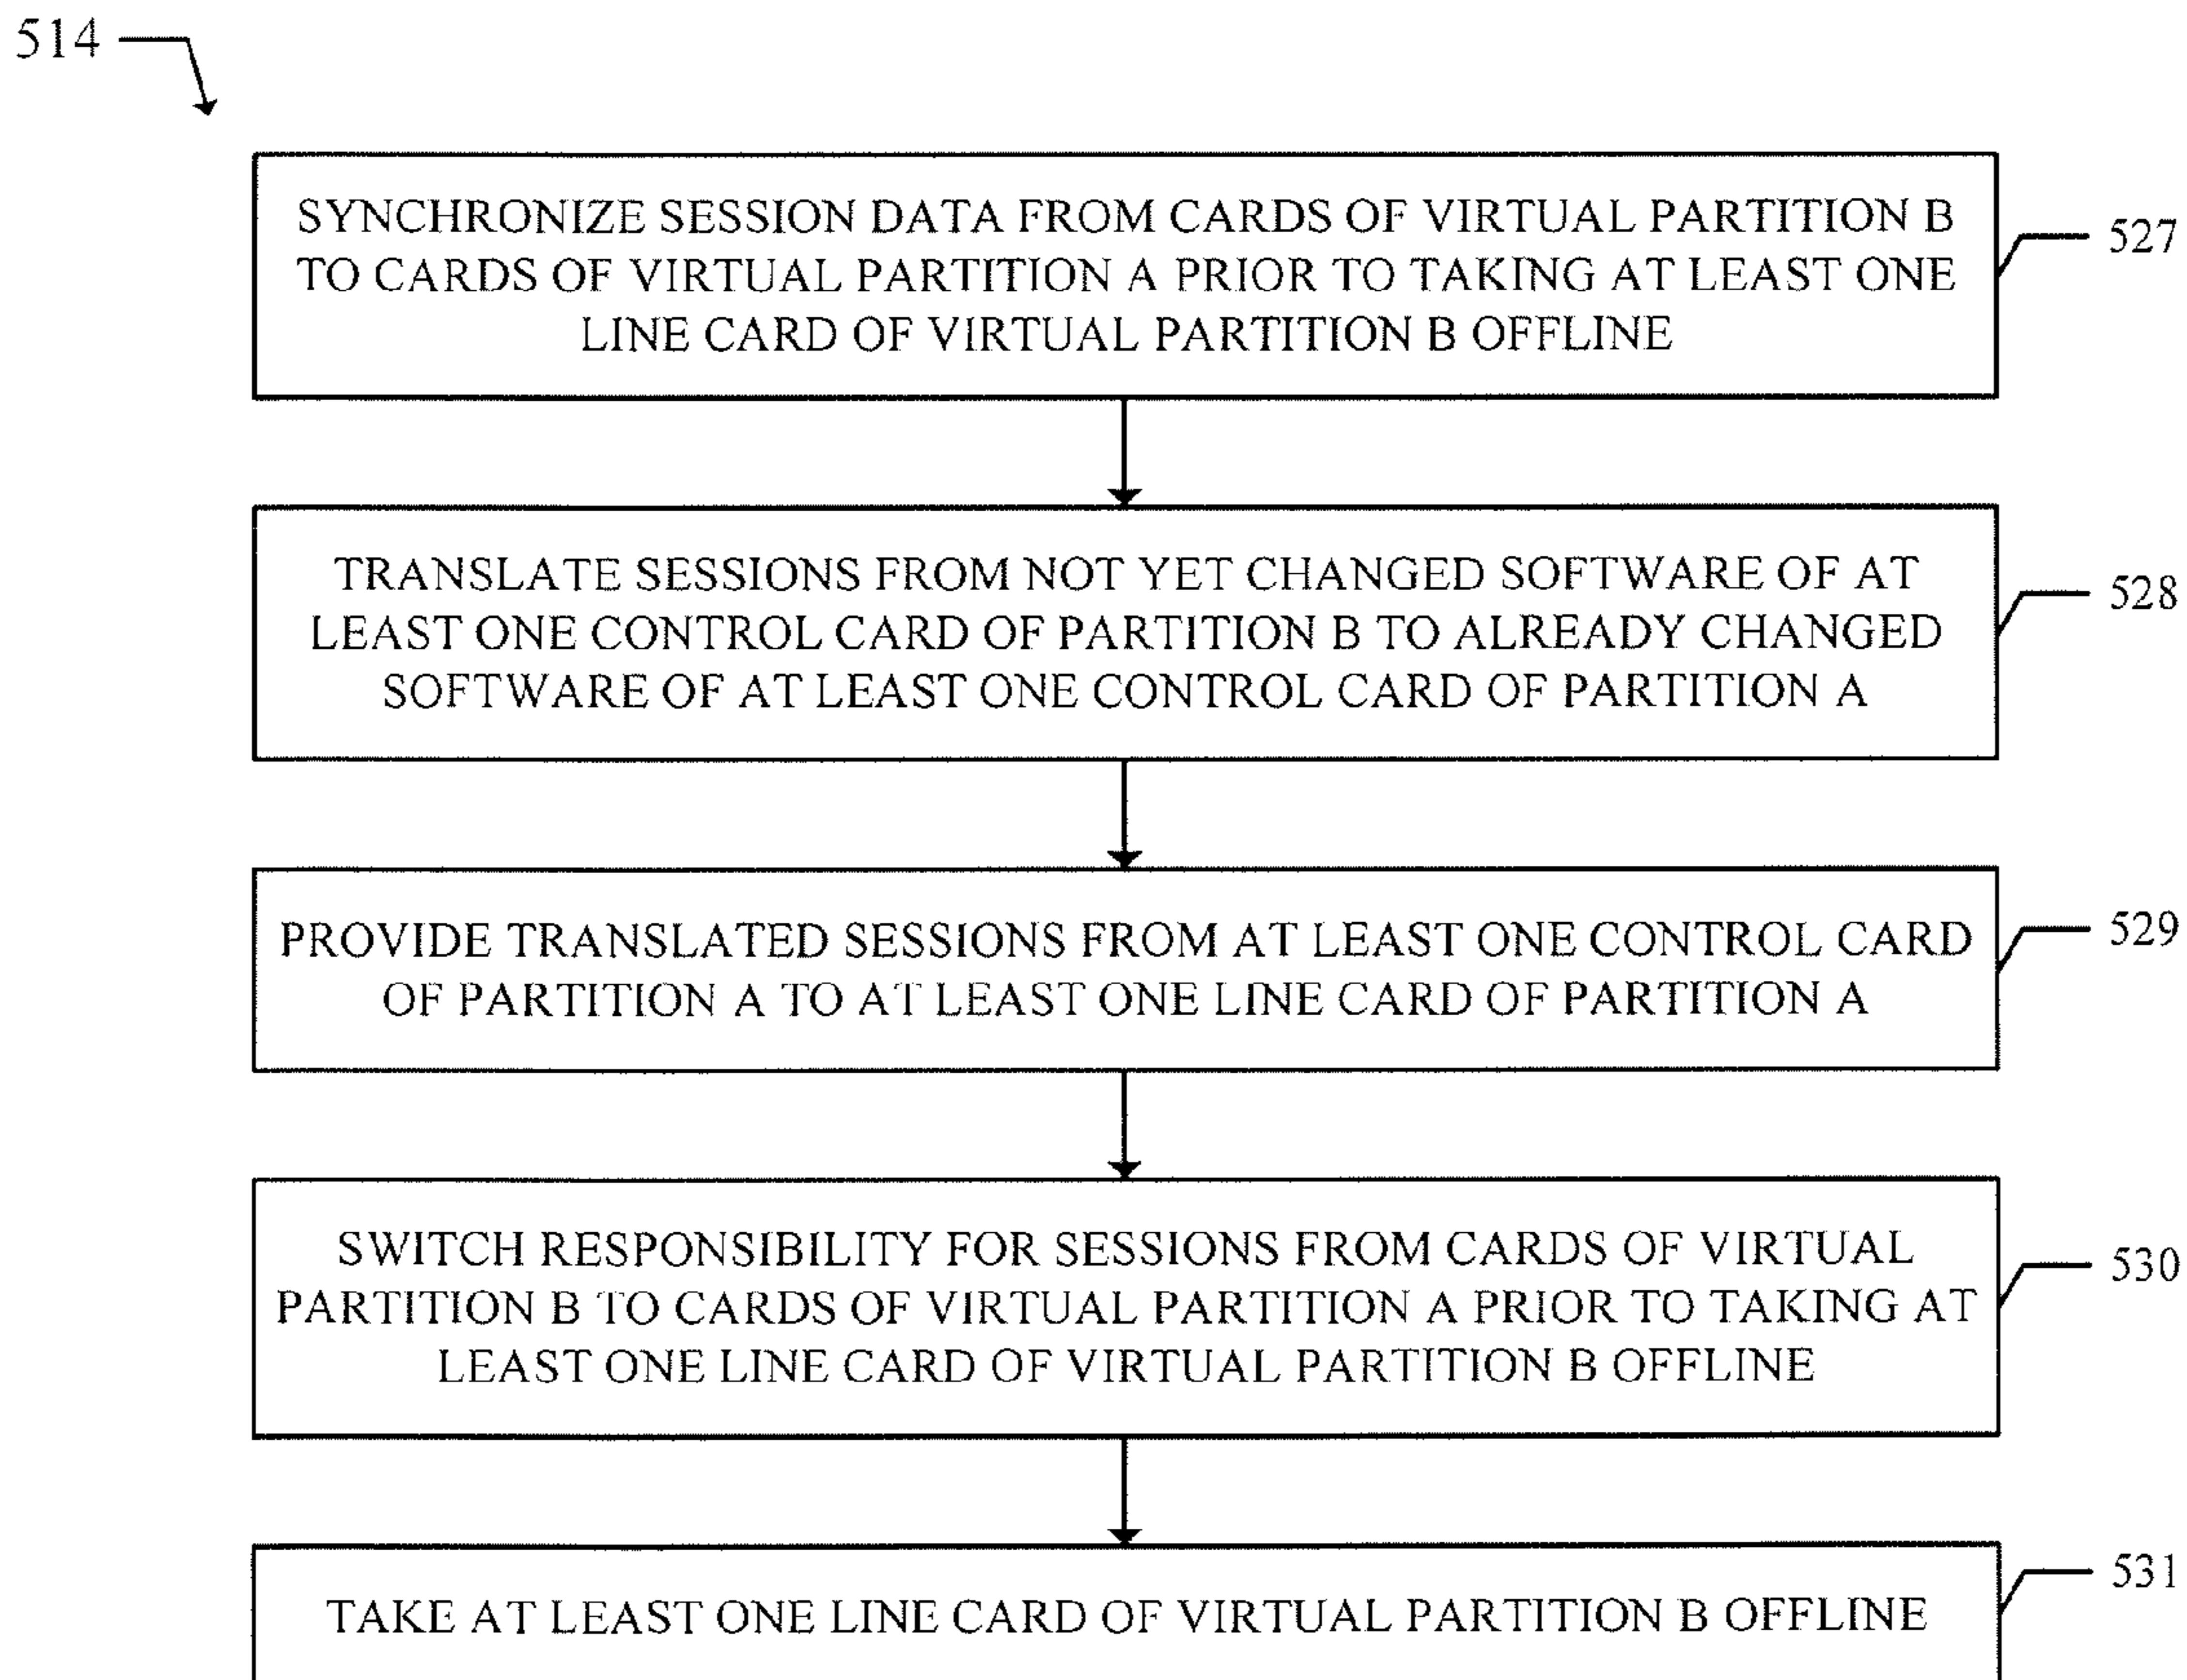 514
SYNCHRONIZE SESSION DATA FROM CARDS OF VIRTUAL PARTITION B
TO CARDS OF VIRTUAL PARTITION A PRIOR TO TAKING AT LEAST ONE
LINE CARD OF VIRTUAL PARTITION B OFFLINE
527
TRANSLATE SESSIONS FROM NOT YET CHANGED SOFTWARE OF AT
LEAST ONE CONTROL CARD OF PARTITION B TO ALREADY CHANGED
SOFTWARE OF AT LEAST ONE CONTROL CARD OF PARTITION A
528
PROVIDE TRANSLATED SESSIONS FROM AT LEAST ONE CONTROL CARD
OF PARTITION A TO AT LEAST ONE LINE CARD OF PARTITION A
529
SWITCH RESPONSIBILITY FOR SESSIONS FROM CARDS OF VIRTUAL
PARTITION B TO CARDS OF VIRTUAL PARTITION A PRIOR TO TAKING AT
LEAST ONE LINE CARD OF VIRTUAL PARTITION B OFFLINE
530
TAKE AT LEAST ONE LINE CARD OF VIRTUAL PARTITION B OFFLINE
531